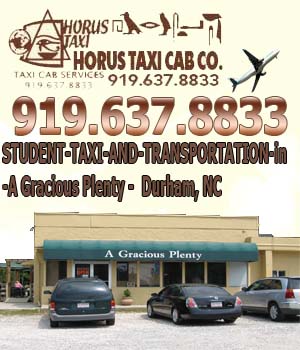 HORUS
TAXI
TAXI CAB SERVICES
919.637.8833
HORUS TAXI CAB CO.
919.637.8833
919.637.8833
STUDENT-TAXI-AND-TRANSPORTATION-in
-A Gracious Plenty - Durham, NC
A Gracious Plenty